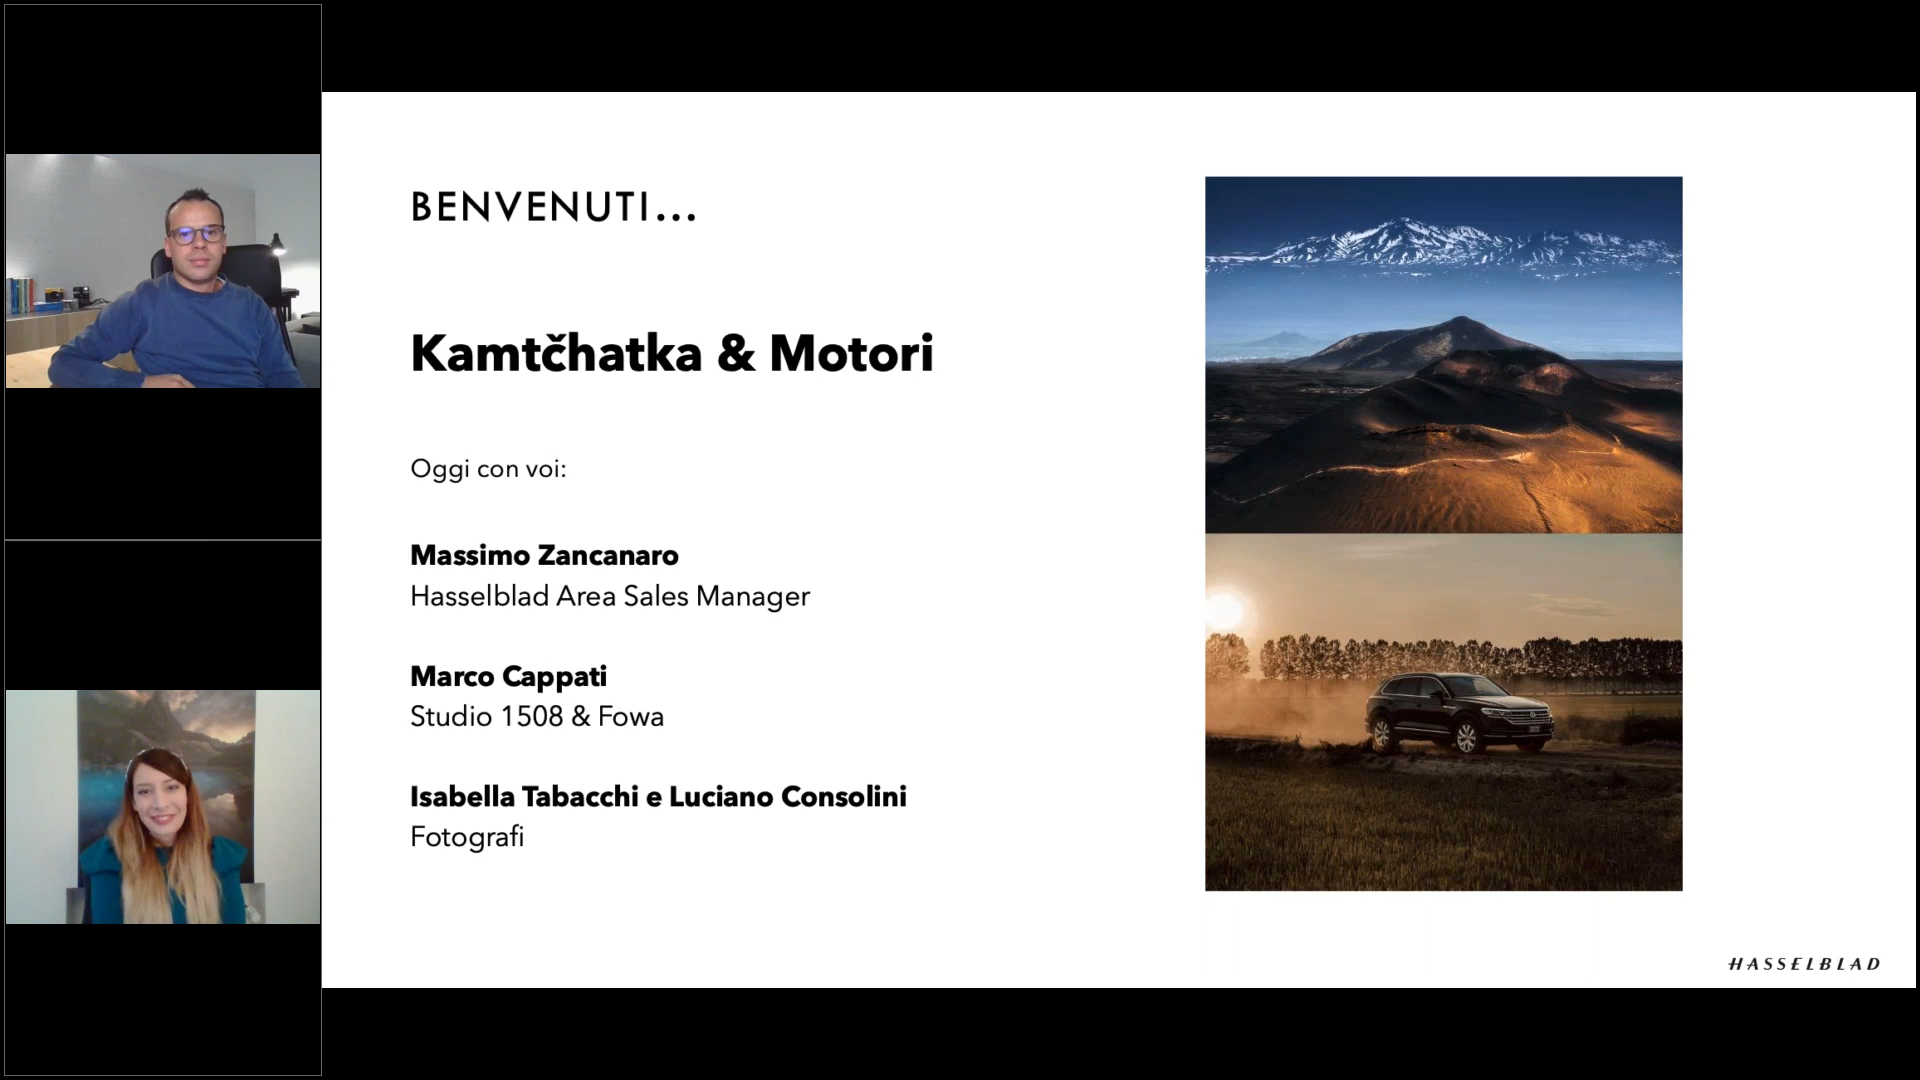 BENVENUTI...
Kamtčhatka & Motori
Oggi con voi:
Massimo Zancanaro
Hasselblad Area Sales Manager
Marco Cappati
Studio 1508 & Fowa
Isabella Tabacchi e Luciano Consolini
Fotografi
HASSELBLAD